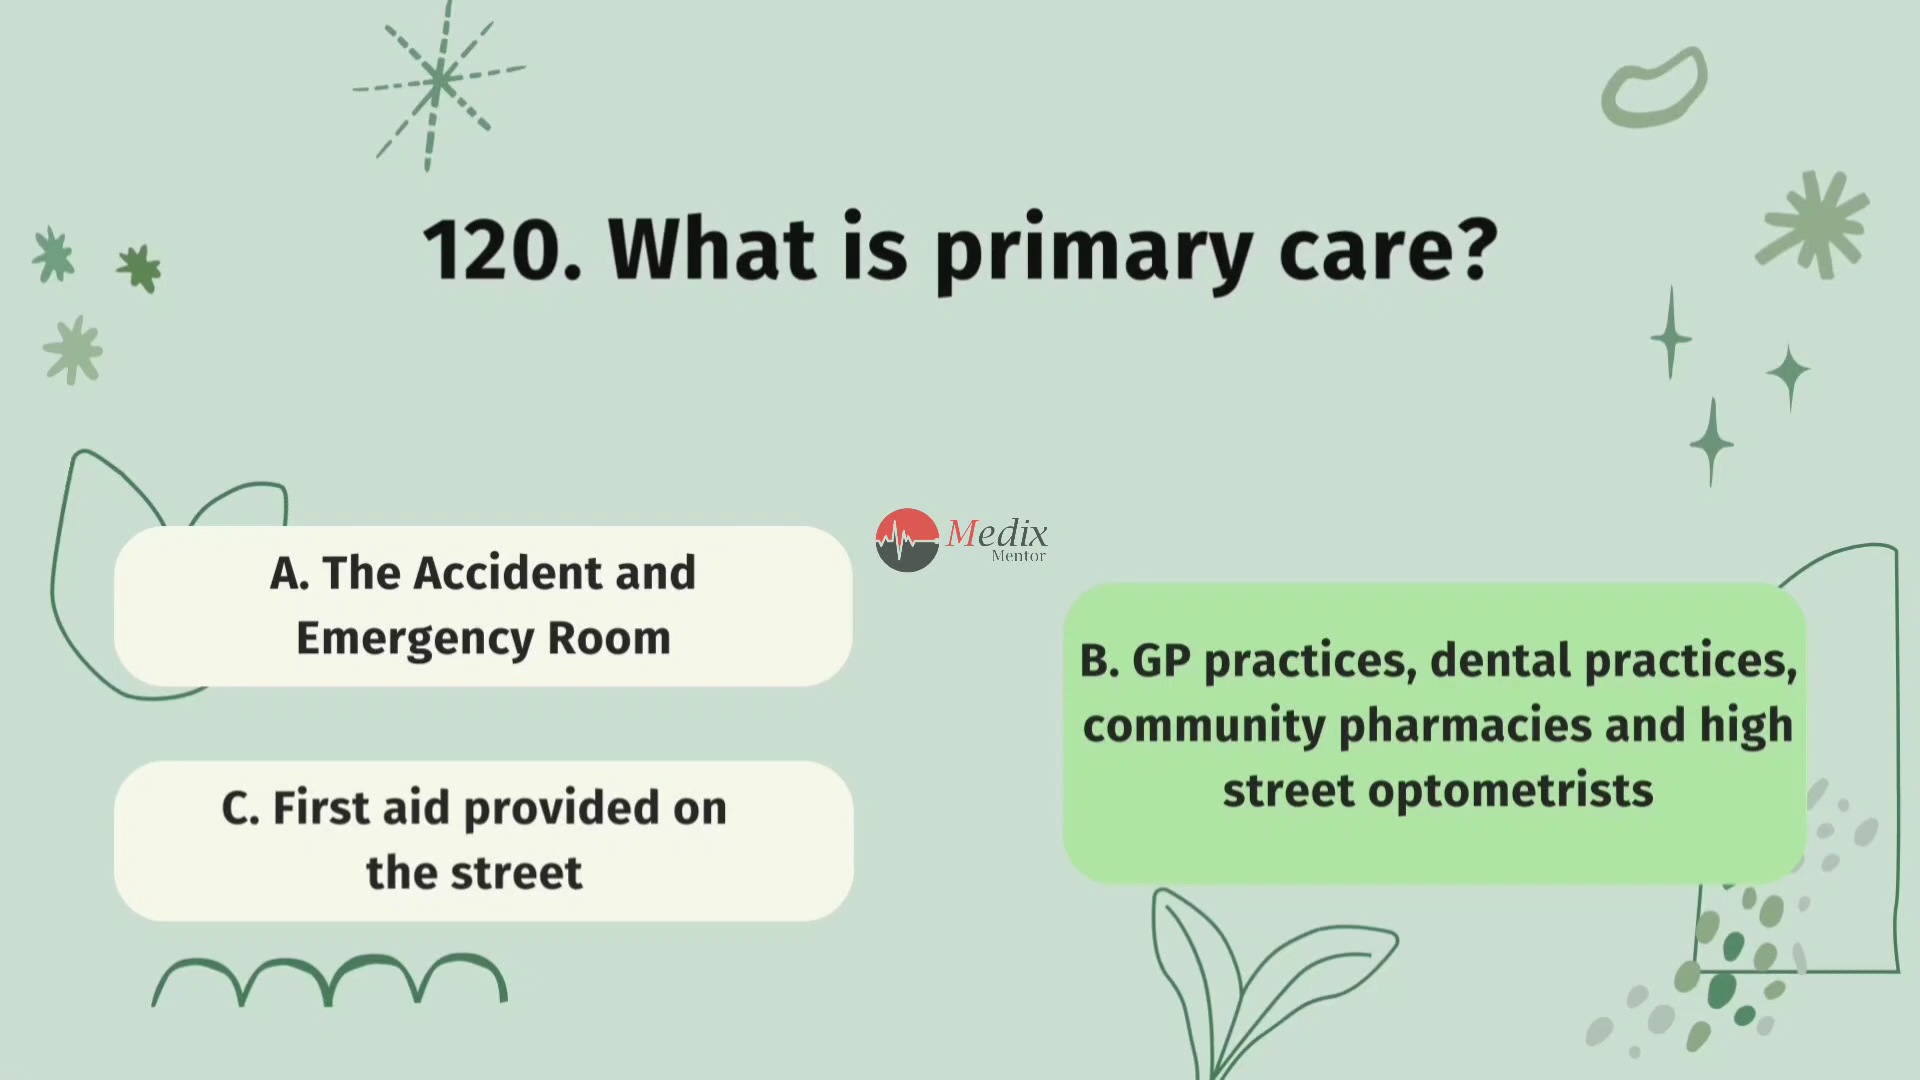 120. What is primary care?
A. The Accident and
Emergency Room
Medix
Mentor
B. GP practices, dental practices,
community pharmacies and high
street optometrists
C. First aid provided on
the street